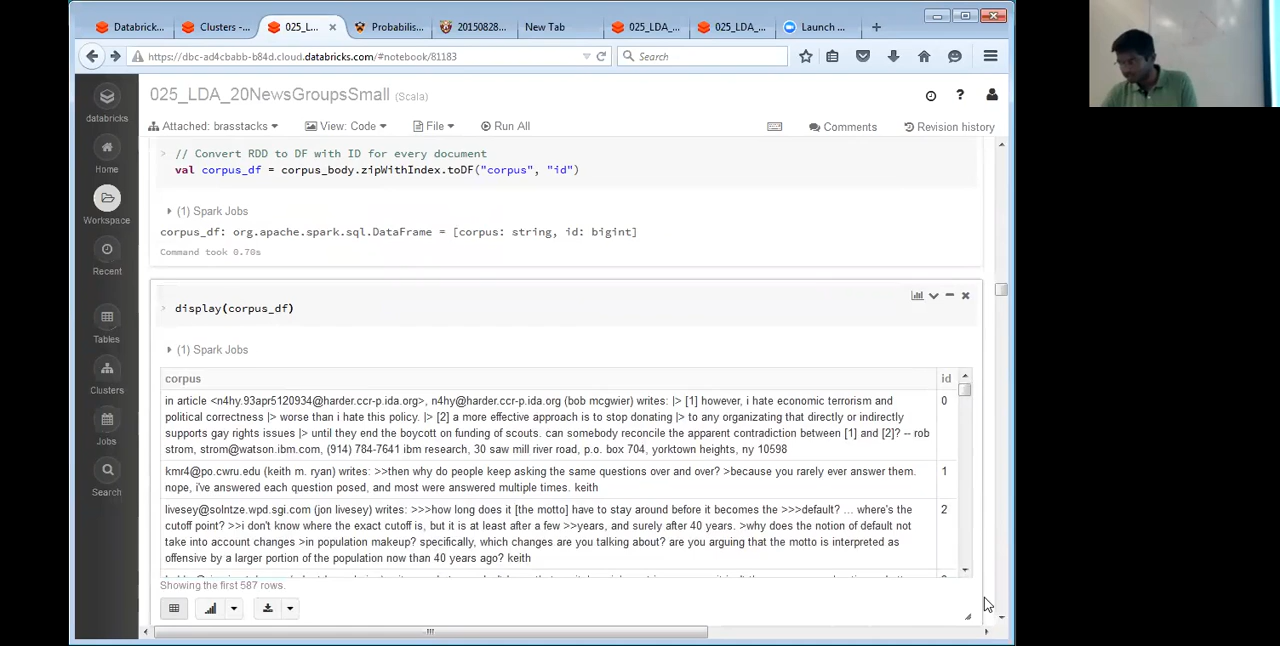 Databrick...
Clusters -...
025_L...
Probabilis...
20150828...
New Tab
025_LDA_...
025_LDA_...
Launch ...
https://dbc-ad4cbabb-b84d.cloud.databricks.com/#notebook/81183
Search
databricks
Home
Workspace
Recent
Tables
Clusters
Jobs
Search
025_LDA_20NewsGroupsSmall (Scala)
Attached: brasstacks
View: Code
File
Run All
Comments
Revision history
// Convert RDD to DF with ID for every document
val corpus_df = corpus_body.zipWithIndex.toDF("corpus", "id")
(1) Spark Jobs
corpus_df: org.apache.spark.sql.DataFrame = [corpus: string, id: bigint]
Command took 0.70s
display(corpus_df)
(1) Spark Jobs
corpus id
in article <n4hy.93apr5120934@harder.ccr-p.ida.org>, n4hy@harder.ccr-p.ida.org (bob mcgwier) writes: |> [1] however, i hate economic terrorism and 0
political correctness |> worse than i hate this policy. |> [2] a more effective approach is to stop donating |> to any organizating that directly or indirectly
supports gay rights issues |> until they end the boycott on funding of scouts. can somebody reconcile the apparent contradiction between [1] and [2]? -- rob
strom, strom@watson.ibm.com, (914) 784-7641 ibm research, 30 saw mill river road, p.o. box 704, yorktown heights, ny 10598
kmr4@po.cwru.edu (keith m. ryan) writes: >>then why do people keep asking the same questions over and over? >because you rarely ever answer them. 1
nope, i've answered each question posed, and most were answered multiple times. keith
livesey@solntze.wpd.sgi.com (jon livesey) writes: >>>how long does it [the motto] have to stay around before it becomes the >>>default? ... where's the 2
cutoff point? >>i don't know where the exact cutoff is, but it is at least after a few >>years, and surely after 40 years. >why does the notion of default not
take into account changes >in population makeup? specifically, which changes are you talking about? are you arguing that the motto is interpreted as
offensive by a larger portion of the population now than 40 years ago? keith
Showing the first 587 rows.